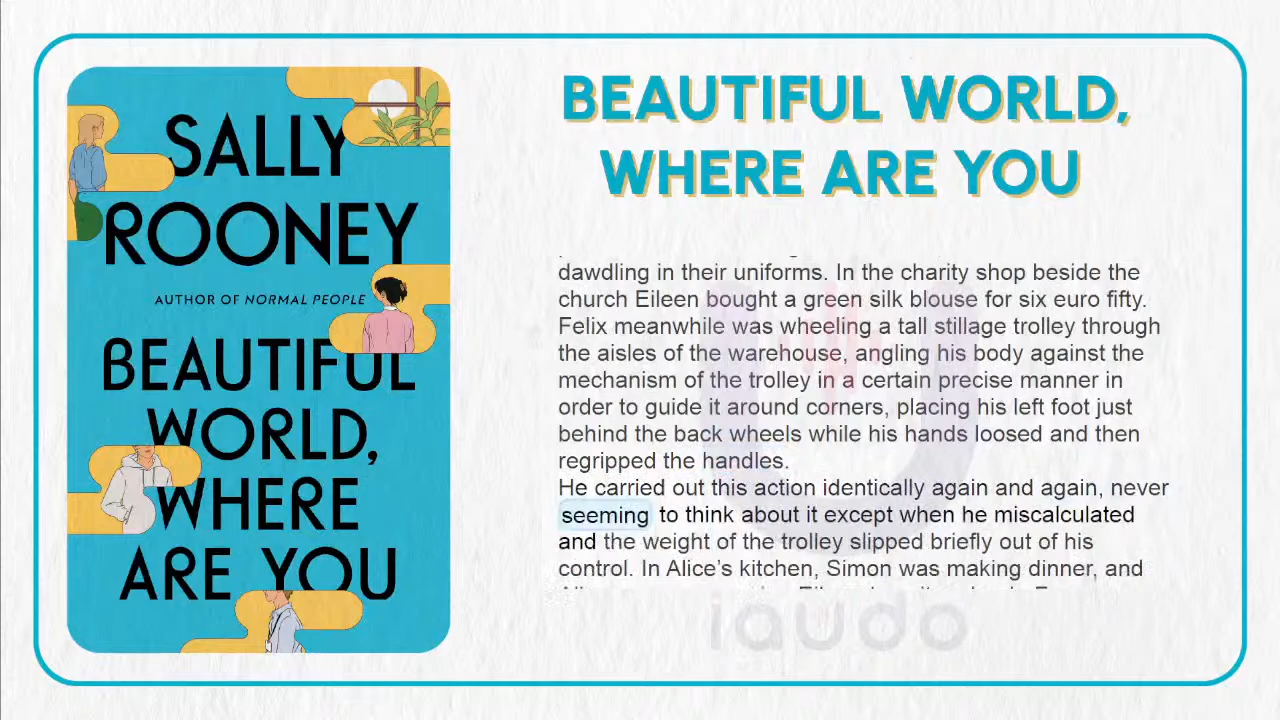 SALLY
ROONEY
AUTHOR OF NORMAL PEOPLE
BEAUTIFUL
WORLD,
WHERE
ARE YOU
BEAUTIFUL WORLD,
WHERE ARE YOU
dawdling in their uniforms. In the charity shop beside the
church Eileen bought a green silk blouse for six euro fifty.
Felix meanwhile was wheeling a tall stillage trolley through
the aisles of the warehouse, angling his body against the
mechanism of the trolley in a certain precise manner in
order to guide it around corners, placing his left foot just
behind the back wheels while his hands loosed and then
regripped the handles.
He carried out this action identically again and again, never
seeming to think about it except when he miscalculated
and the weight of the trolley slipped briefly out of his
control. In Alice’s kitchen, Simon was making dinner, and
iaudo